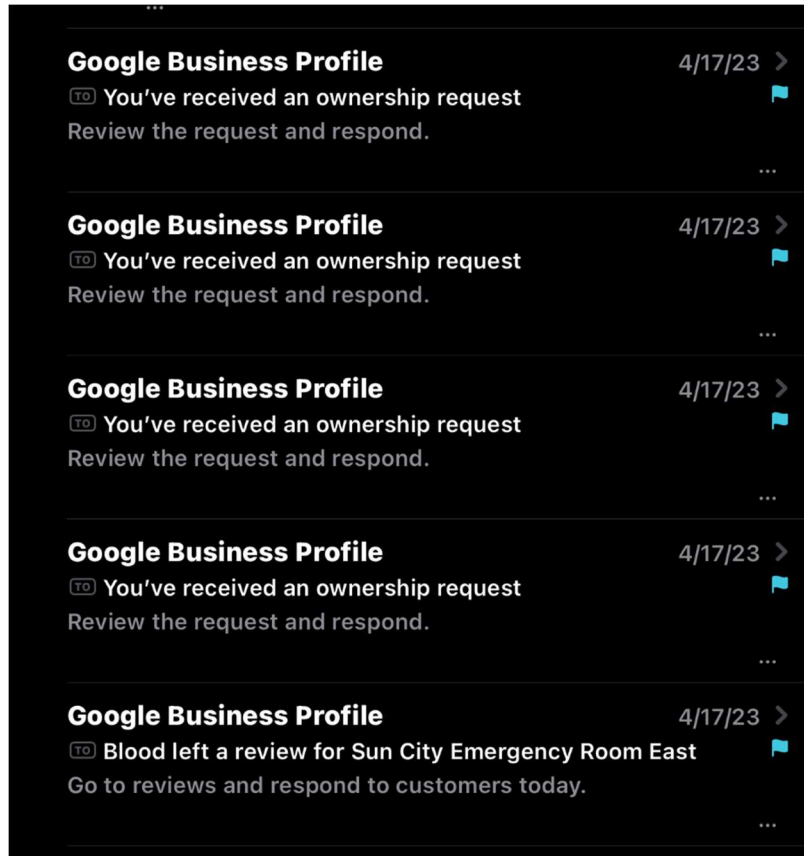 ...
Google Business Profile 4/17/23
TO You've received an ownership request
Review the request and respond.
...
Google Business Profile 4/17/23
TO You've received an ownership request
Review the request and respond.
...
Google Business Profile 4/17/23
TO You've received an ownership request
Review the request and respond.
...
Google Business Profile 4/17/23
TO You've received an ownership request
Review the request and respond.
...
Google Business Profile 4/17/23
TO Blood left a review for Sun City Emergency Room East
Go to reviews and respond to customers today.
...